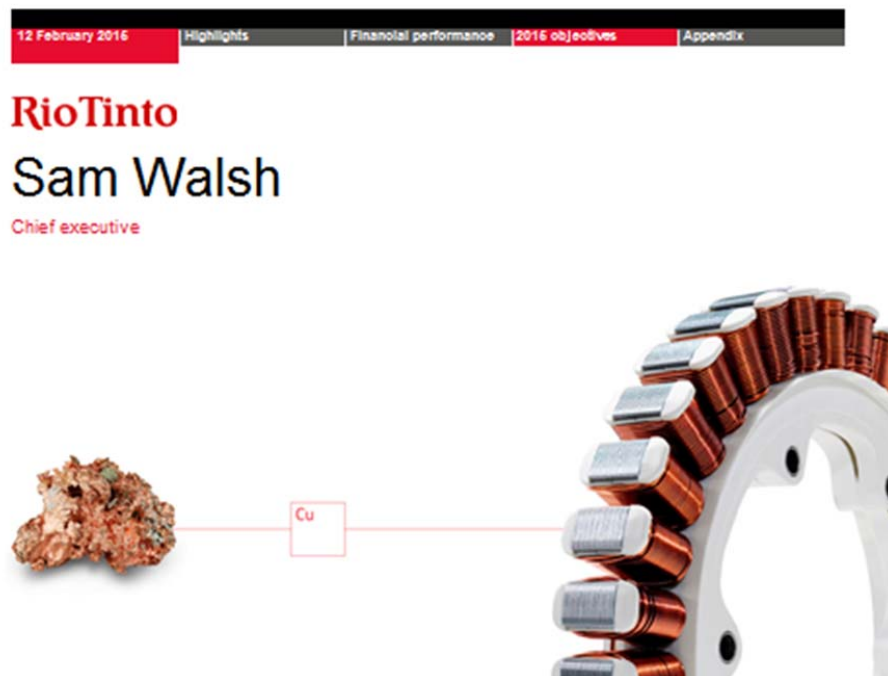 12 February 2016
Highlights
Financial performance
2016 objectives
Appendix
RioTinto
Sam Walsh
Chief executive
Cu